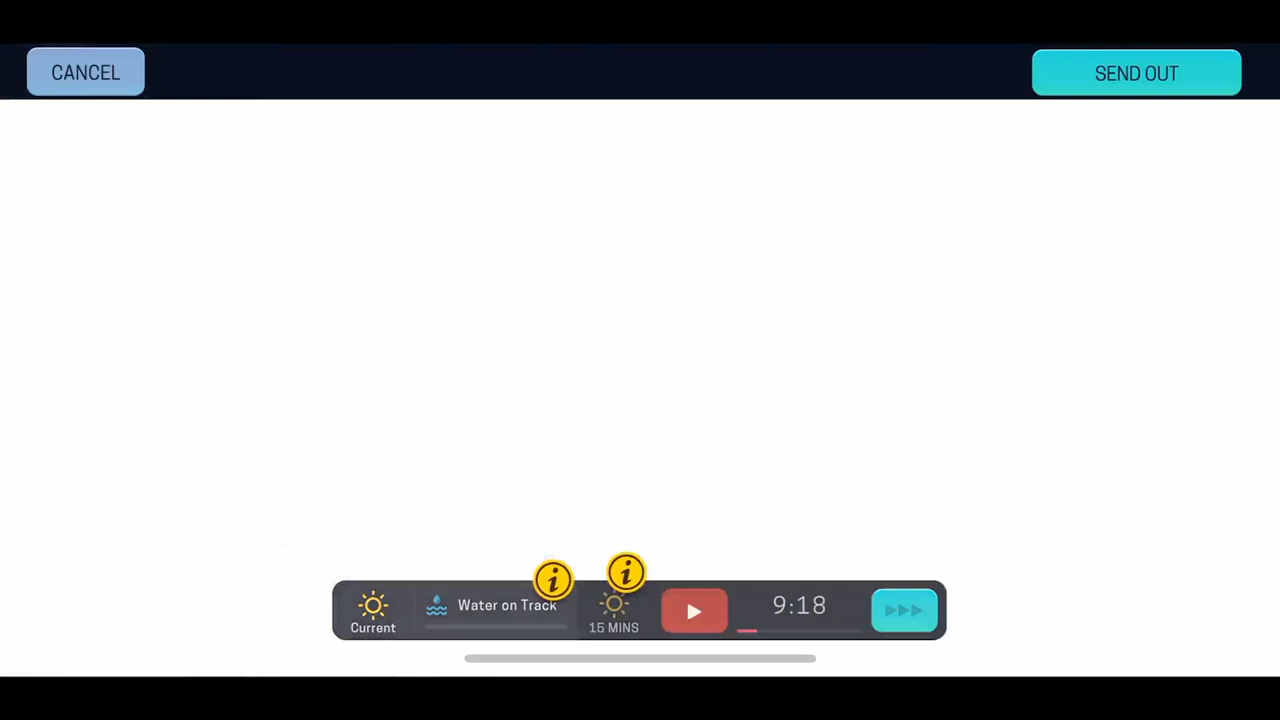 CANCEL
SEND OUT
Water on Track
9:18
Current
15 MINS